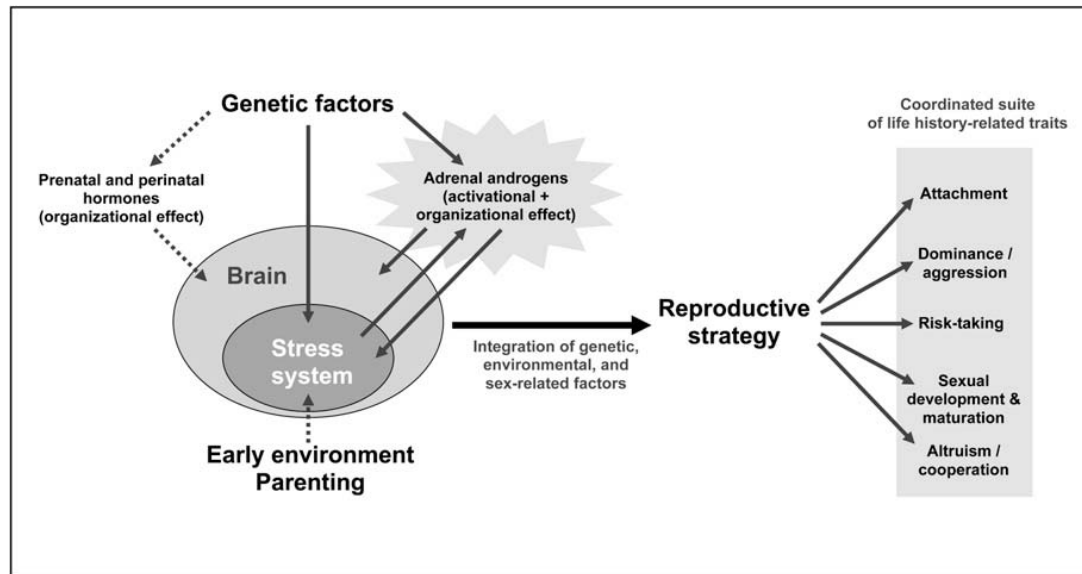 Genetic factors
Prenatal and perinatal
hormones
(organizational effect)
Adrenal androgens
(activational +
organizational effect)
Brain
Stress
system
Early environment
Parenting
Integration of genetic,
environmental, and
sex-related factors
Reproductive
strategy
Coordinated suite
of life history-related traits
Attachment
Dominance /
aggression
Risk-taking
Sexual
development &
maturation
Altruism /
cooperation